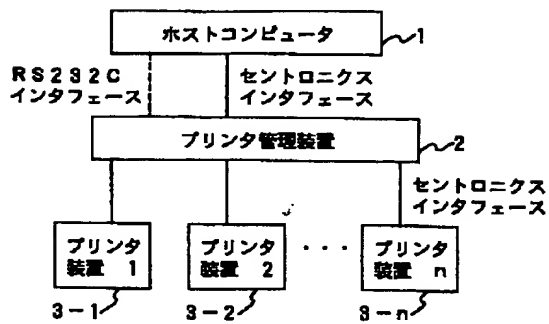 ホストコンピュータ
1
RS232C
インタフェース
セントロニクス
インタフェース
プリンタ管理装置
2
セントロニクス
インタフェース
プリンタ
装置 1
プリンタ
装置 2
・・・
プリンタ
装置 n
3-1
3-2
3-n